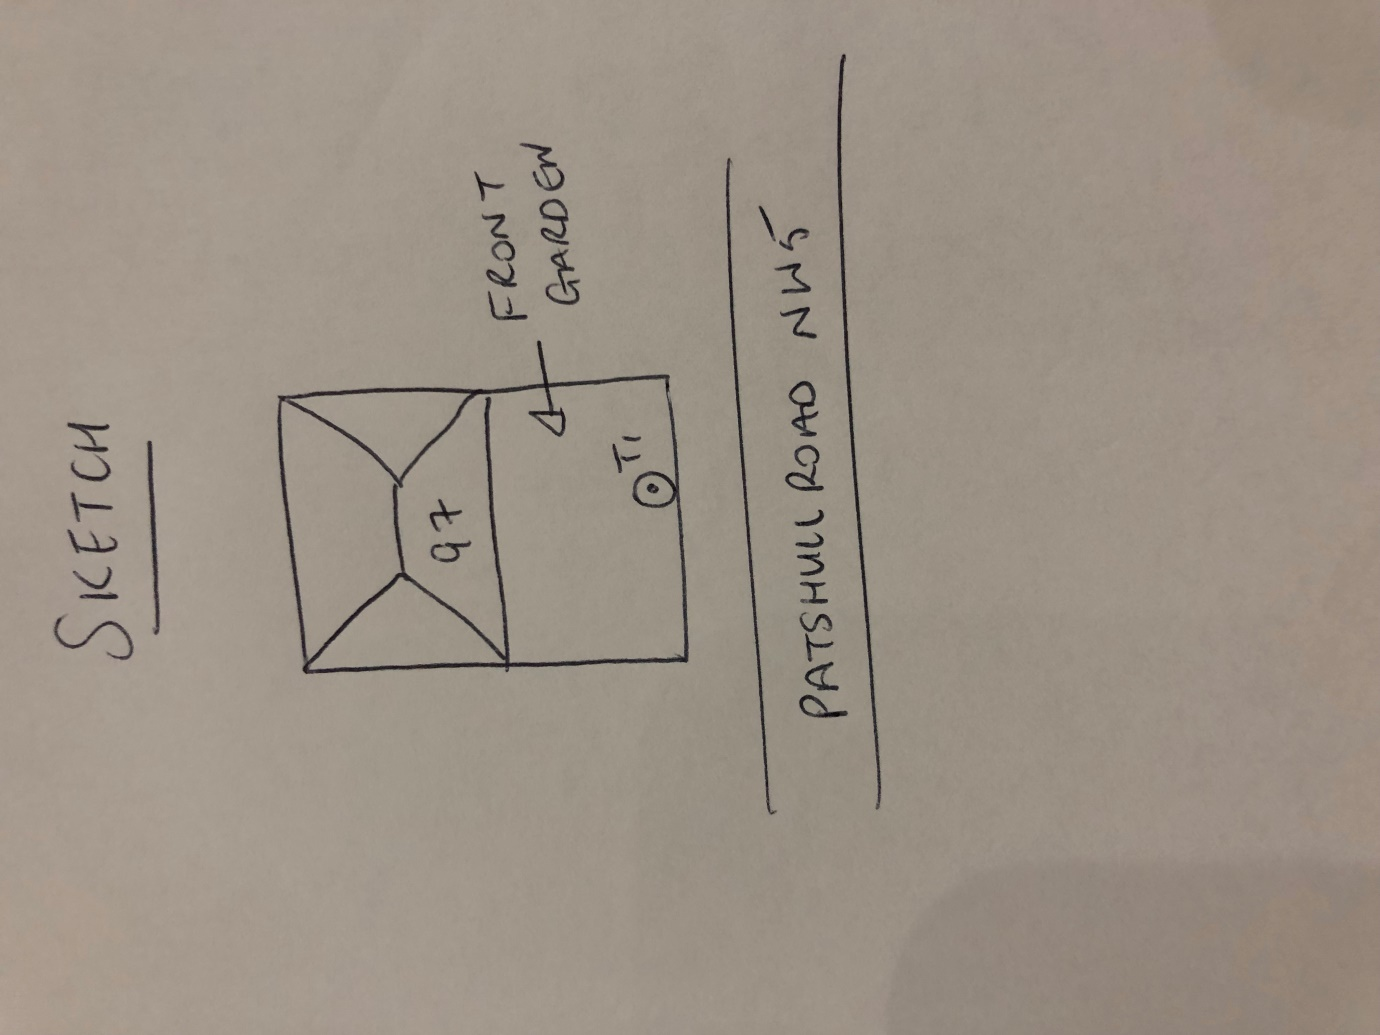 SKETCH
97
FRONT
GARDEN
T1
PATSHULL ROAD NW5